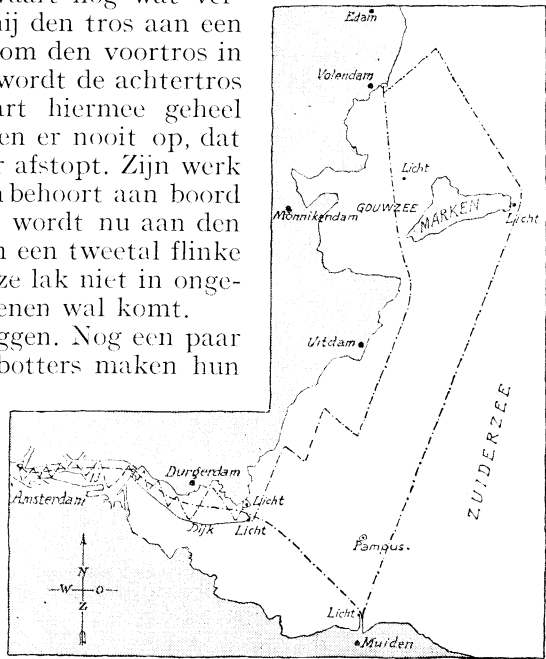 vaart nog wat ver-
hij den tros aan een
om den voortros in
wordt de achtertros
art hiermee geheel
en er nooit op, dat
r afstopt. Zijn werk
behoort aan boord
wordt nu aan den
n een tweetal flinke
ze lak niet in onge-
enen wal komt.
ggen. Nog een paar
botters maken hun
Edam
Volendam
Licht
Monnikendam
GOUWZEE
MARKEN
Licht
Uitdam
ZUIDERZEE
Durgerdam
IJ
Amsterdam
Licht
Dijk
Licht
Pampus.
N
W
O
Z
Licht
Muiden